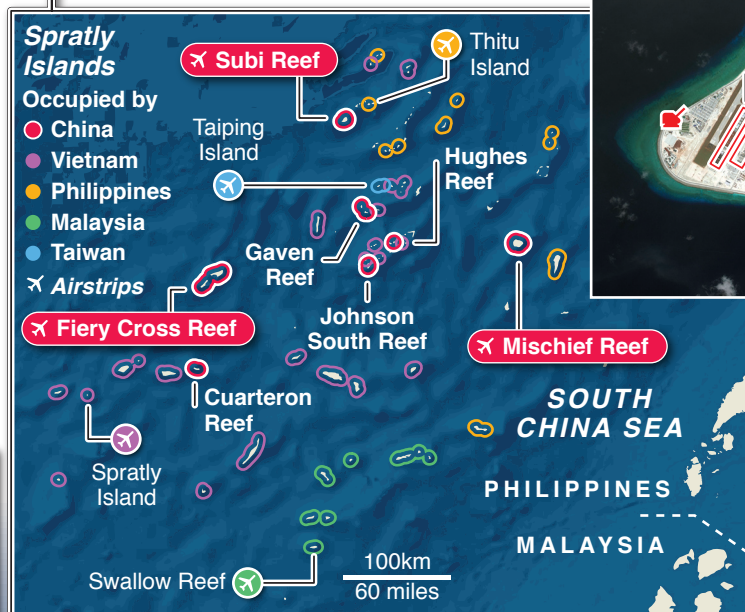 Spratly
Islands
Occupied by
China
Vietnam
Philippines
Malaysia
Taiwan
Airstrips
Subi Reef
Thitu
Island
Taiping
Island
Hughes
Reef
Gaven
Reef
Fiery Cross Reef
Johnson
South Reef
Mischief Reef
Cuarteron
Reef
SOUTH
CHINA SEA
Spratly
Island
PHILIPPINES
MALAYSIA
Swallow Reef
100km
60 miles